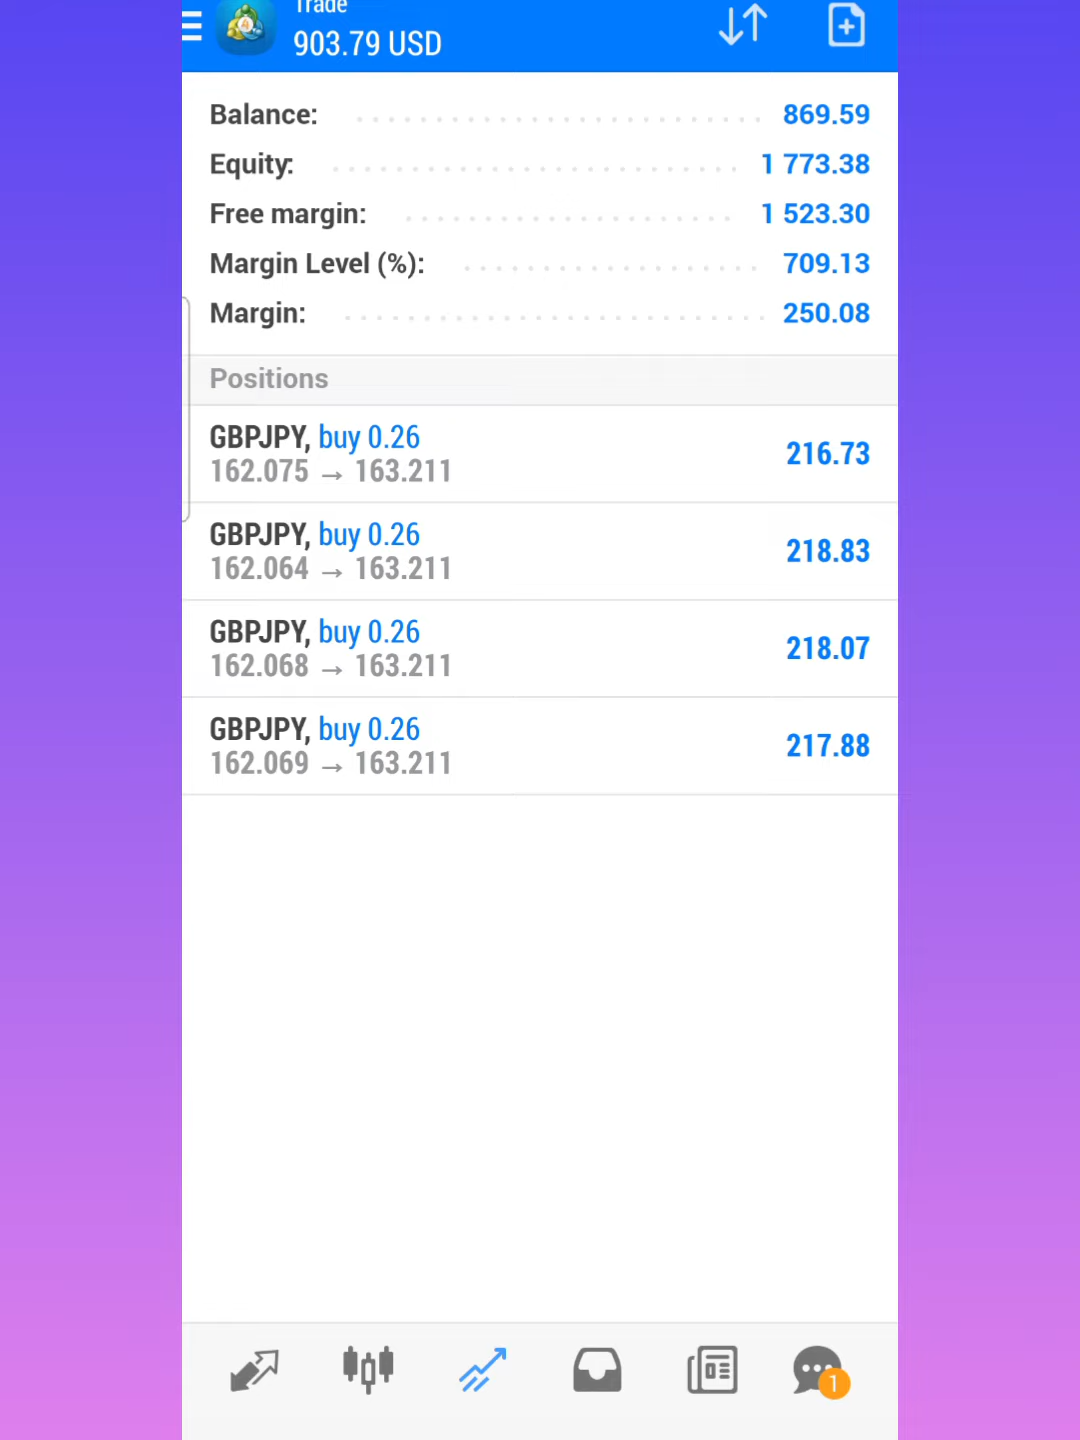 Trade
903.79 USD
Balance: 869.59
Equity: 1 773.38
Free margin: 1 523.30
Margin Level (%): 709.13
Margin: 250.08
Positions
GBPJPY, buy 0.26
162.075 → 163.211
216.73
GBPJPY, buy 0.26
162.064 → 163.211
218.83
GBPJPY, buy 0.26
162.068 → 163.211
218.07
GBPJPY, buy 0.26
162.069 → 163.211
217.88
1